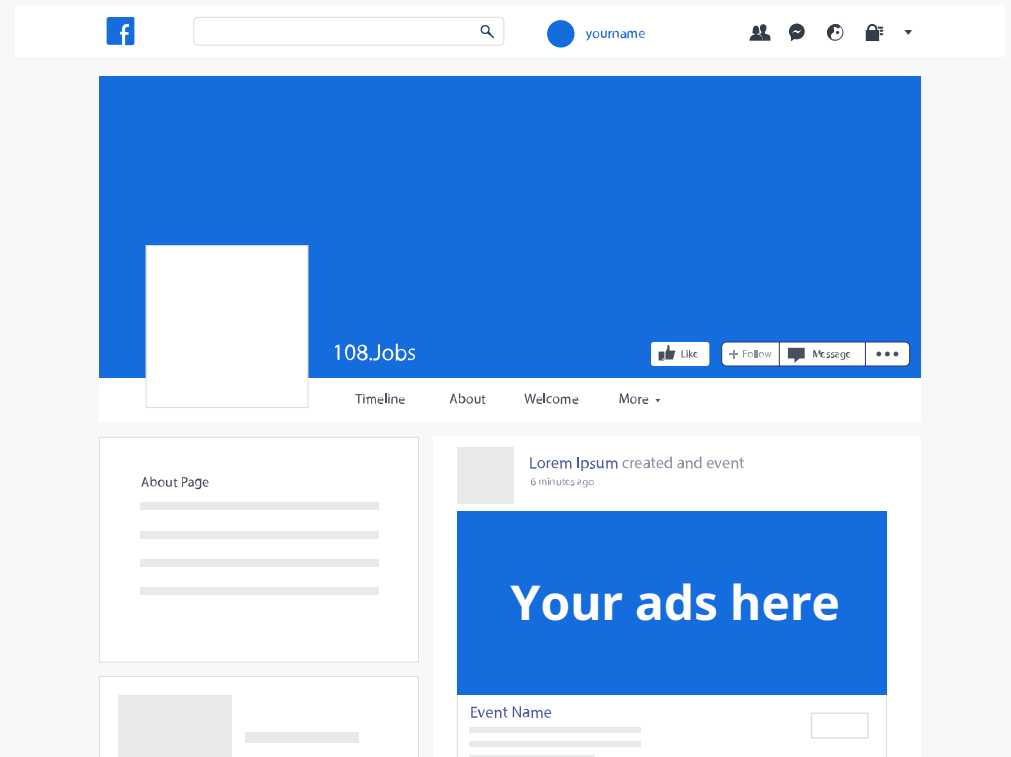 f
yourname
108.Jobs
Like
+ Follow
Message
Timeline
About
Welcome
More
About Page
Lorem Ipsum created and event
6 minutes ago
Your ads here
Event Name